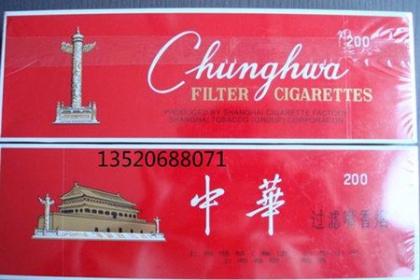 Chunghwa
200
FILTER CIGARETTES
PRODUCED BY SHANGHAI CIGARETTE FACTORY
SHANGHAI TOBACCO (GROUP) CORPORATION
13520688071
中華
200
过滤嘴香烟